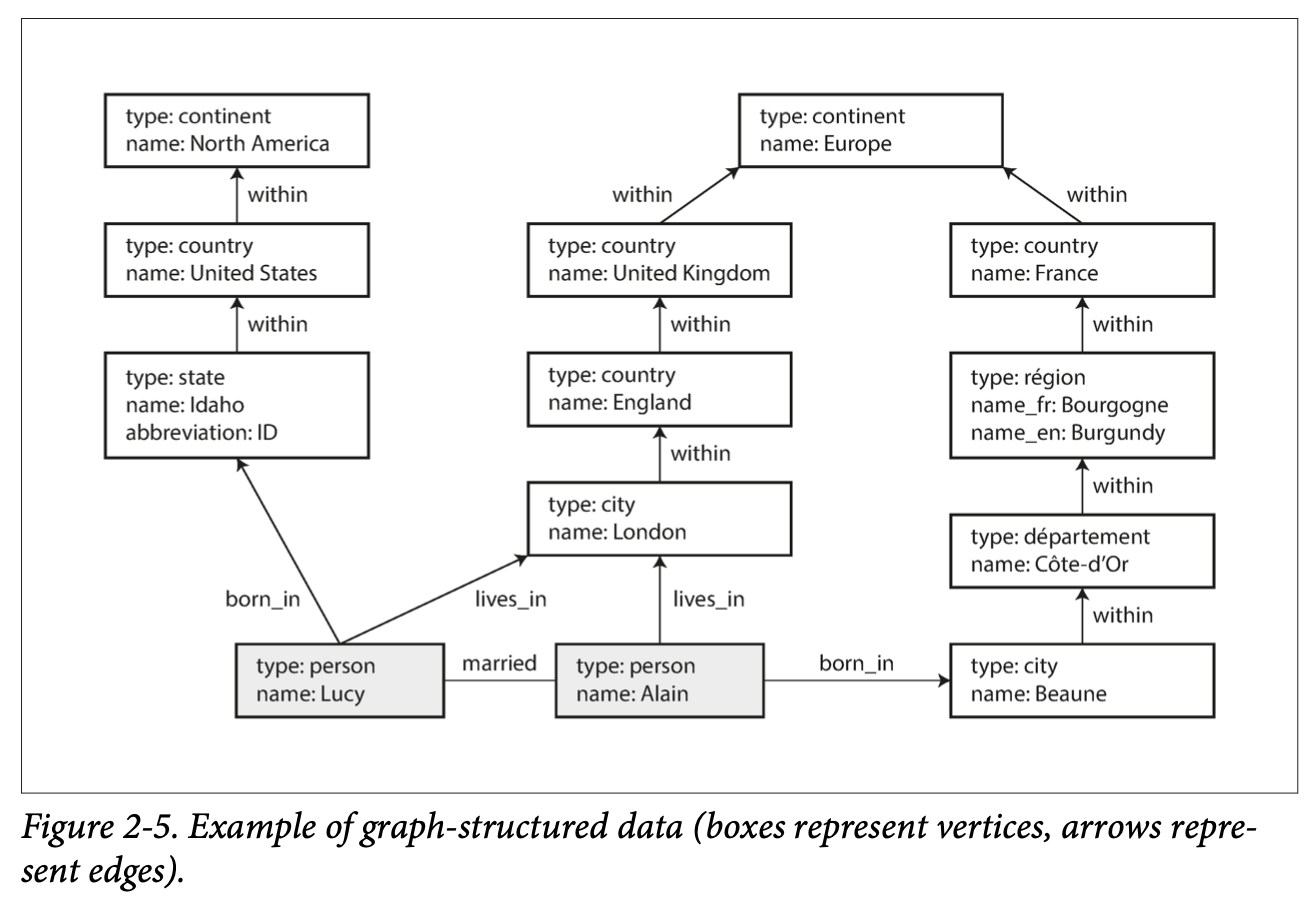 type: continent
name: North America
type: continent
name: Europe
within
within
within
type: country
name: United States
type: country
name: United Kingdom
type: country
name: France
within
within
within
type: state
name: Idaho
abbreviation: ID
type: country
name: England
type: région
name_fr: Bourgogne
name_en: Burgundy
within
within
type: city
name: London
type: département
name: Côte-d’Or
born_in
lives_in
lives_in
within
type: person
name: Lucy
married
type: person
name: Alain
born_in
type: city
name: Beaune
Figure 2-5. Example of graph-structured data (boxes represent vertices, arrows repre-
sent edges).